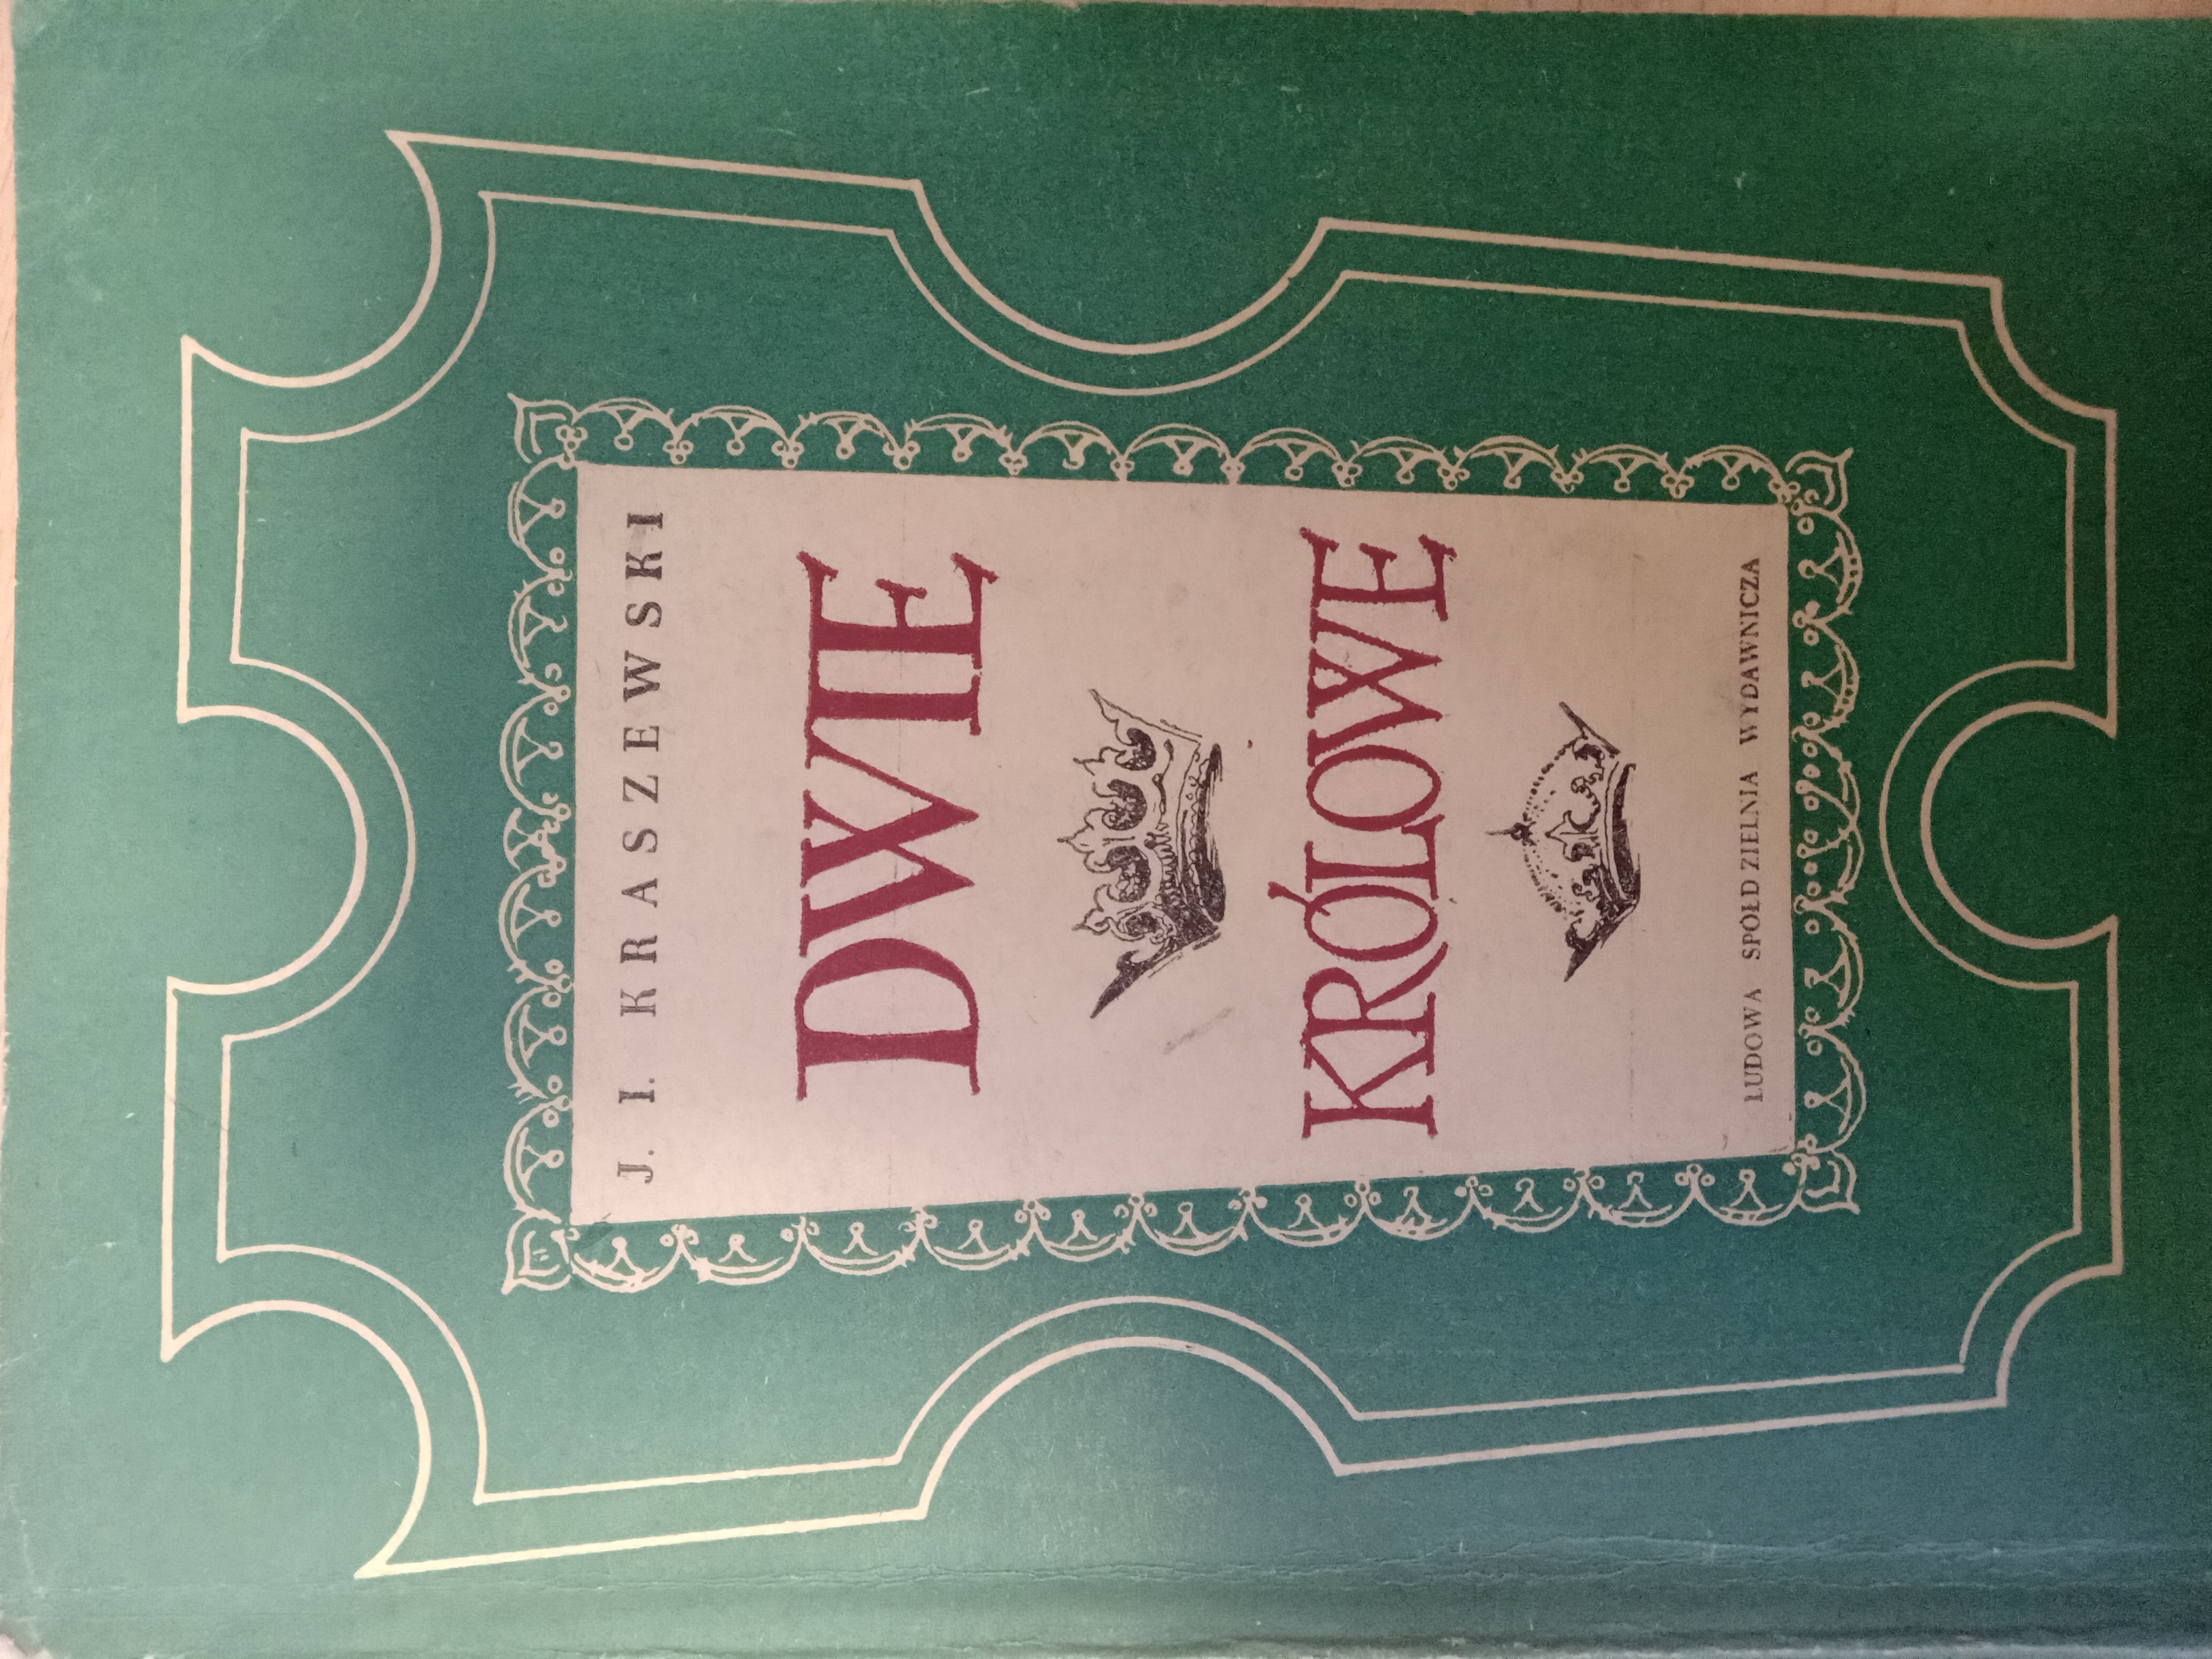 J. I. KRASZEWSKI
DWIE
KRÓLOWE
LUDOWA SPÓŁDZIELNIA WYDAWNICZA